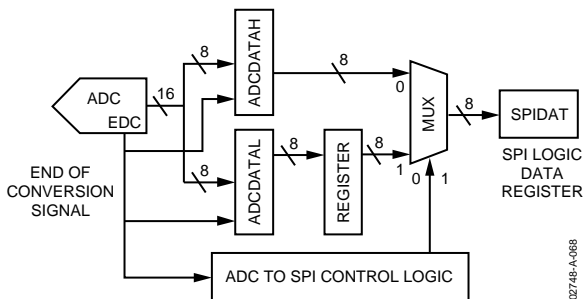 ADC
EDC
16
8
8
ADCDATAH
8
0
ADCDATAL
8
REGISTER
8
1
0
1
MUX
8
SPIDAT
SPI LOGIC
DATA
REGISTER
END OF
CONVERSION
SIGNAL
ADC TO SPI CONTROL LOGIC
02748-A-068